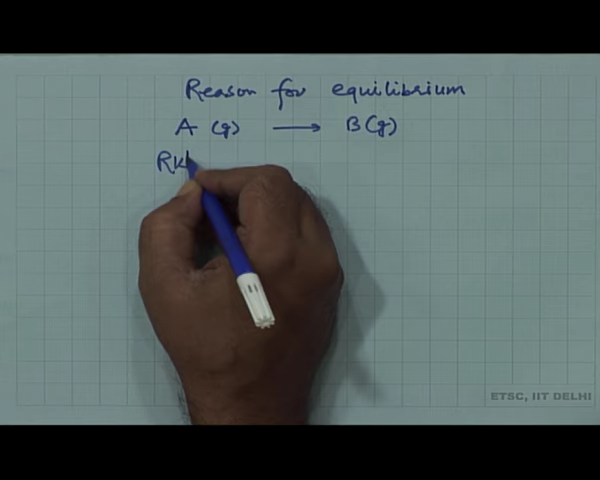 Reason for equilibrium
A (g) ⟶ B(g)
ETSC, IIT DELHI